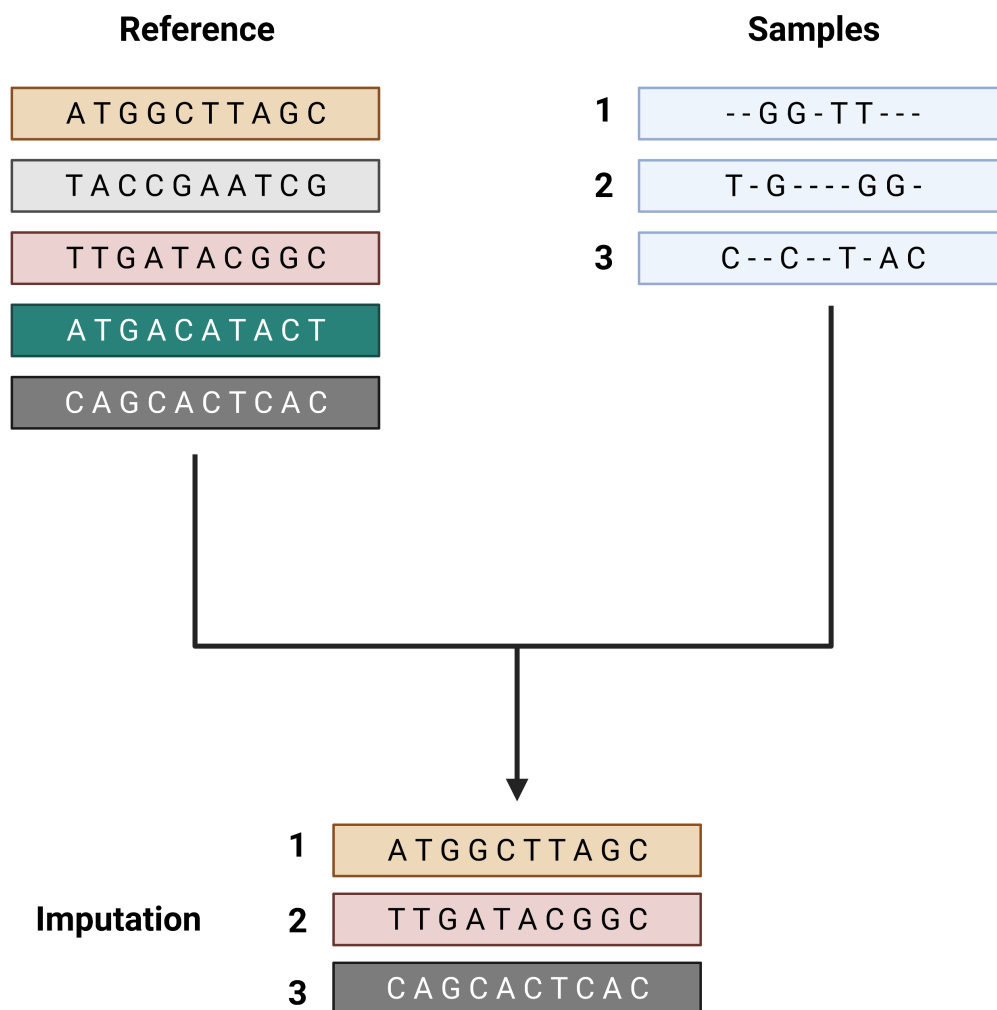 Reference
ATGGCTTAGC
TACCGAATCG
TTGATACGGC
ATGACATACT
CAGCACTCAC
Samples
1 --GG-TT---
2 T-G----GG-
3 C--C--T-AC
Imputation
1 ATGGCTTAGC
2 TTGATACGGC
3 CAGCACTCAC